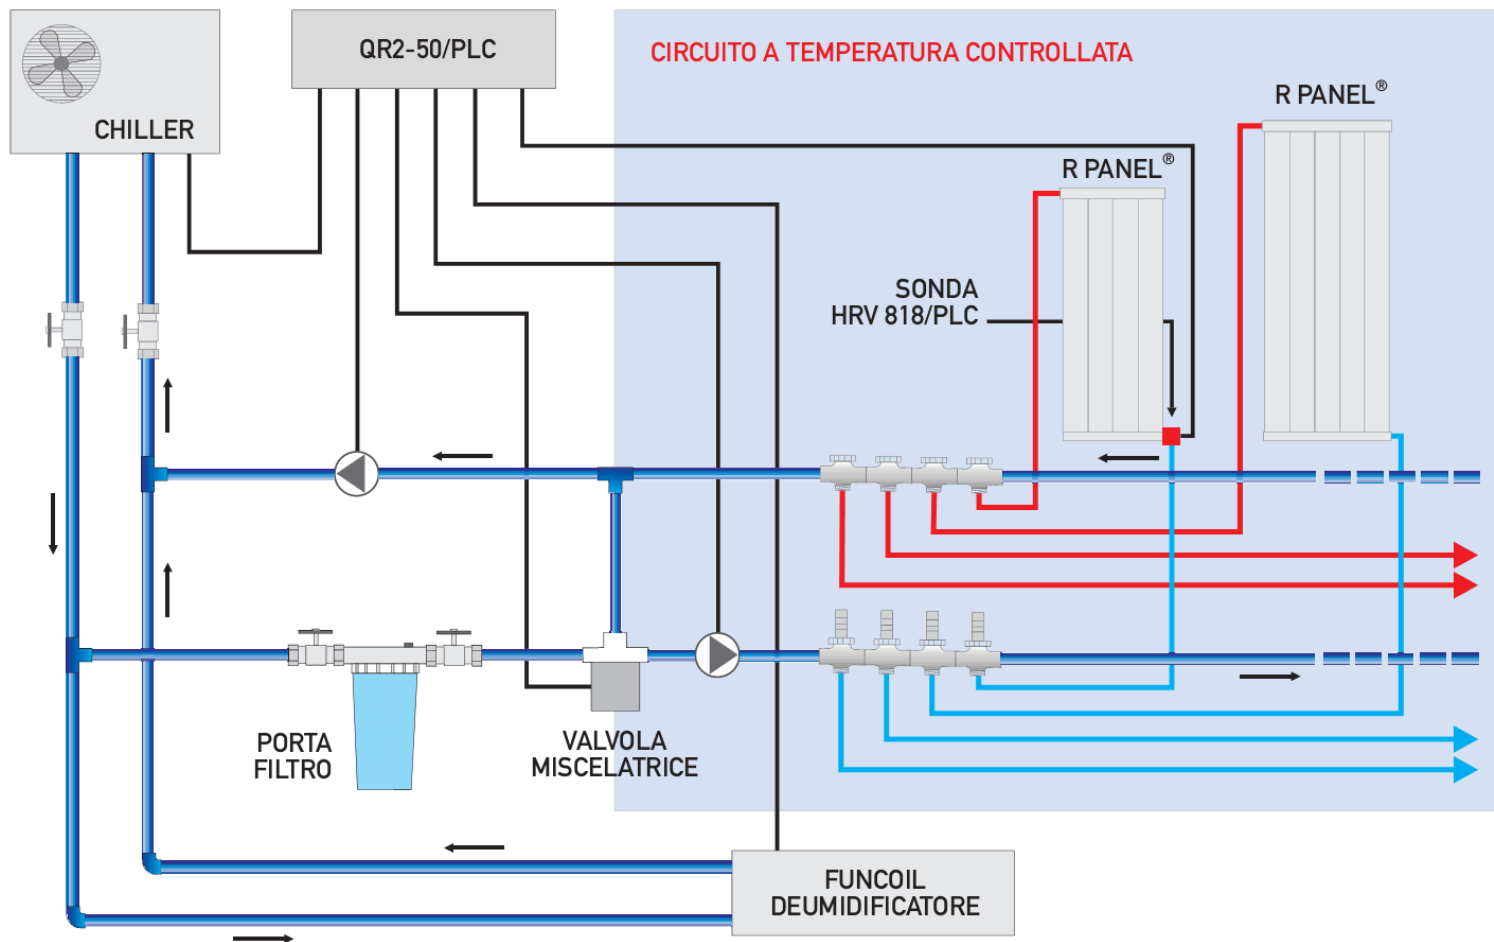 QR2-50/PLC
CIRCUITO A TEMPERATURA CONTROLLATA
R PANEL®
CHILLER
R PANEL®
SONDA
HRV 818/PLC
PORTA
FILTRO
VALVOLA
MISCELATRICE
FUNCOIL
DEUMIDIFICATORE